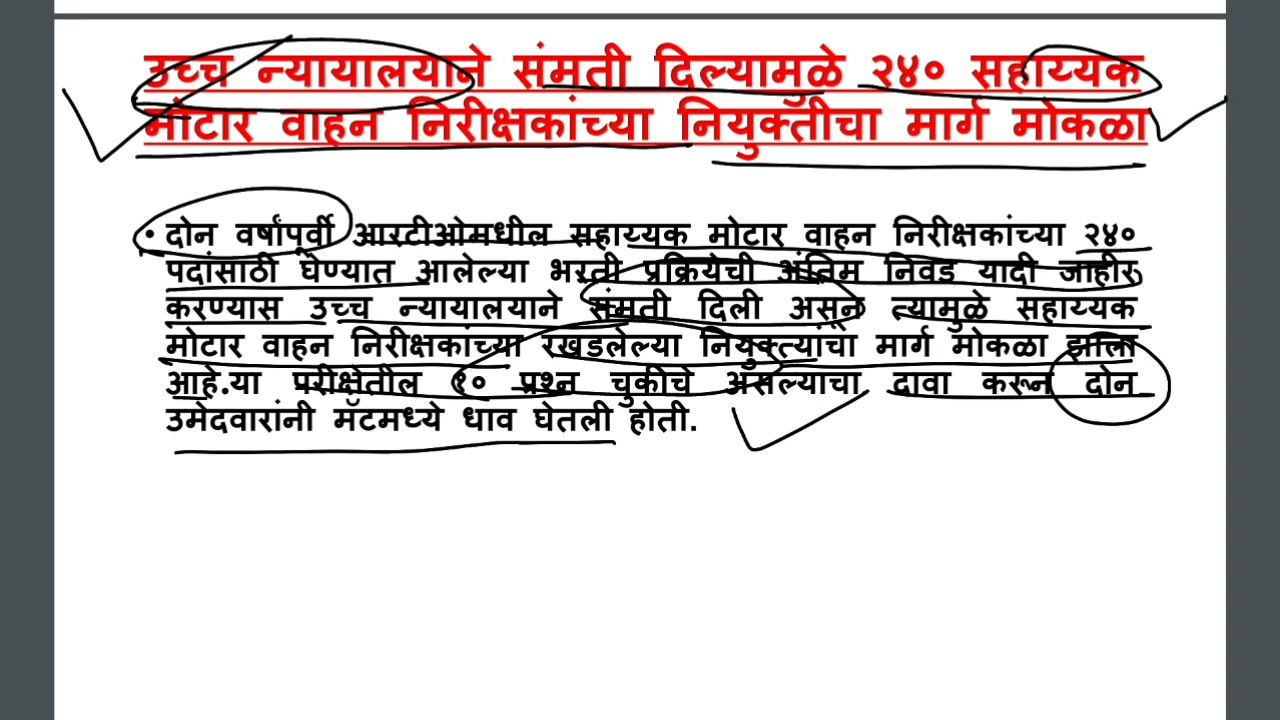 उच्च न्यायालयाने संमती दिल्यामुळे २४० सहाय्यक
मोटार वाहन निरीक्षकांच्या नियुक्तीचा मार्ग मोकळा
• दोन वर्षांपूर्वी आरटीओमधील सहाय्यक मोटार वाहन निरीक्षकांच्या २४०
पदांसाठी घेण्यात आलेल्या भरती प्रक्रियेची अंतिम निवड यादी जाहीर
करण्यास उच्च न्यायालयाने संमती दिली असून त्यामुळे सहाय्यक
मोटार वाहन निरीक्षकांच्या रखडलेल्या नियुक्त्यांचा मार्ग मोकळा झाला
आहे.या परीक्षेतील १० प्रश्न चुकीचे असल्याचा दावा करून दोन
उमेदवारांनी मॅटमध्ये धाव घेतली होती.